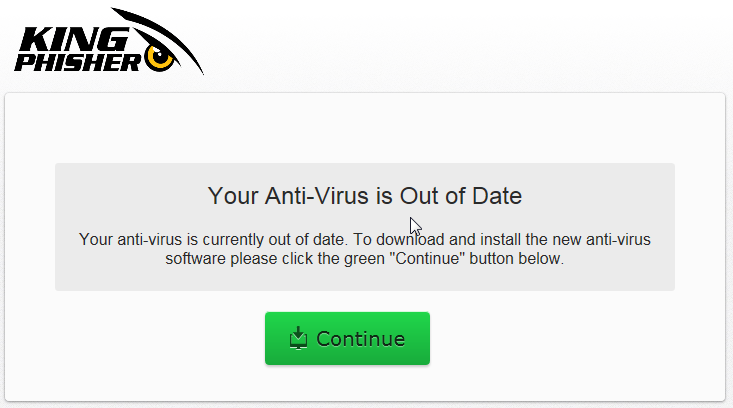 KING
PHISHER
Your Anti-Virus is Out of Date
Your anti-virus is currently out of date. To download and install the new anti-virus
software please click the green "Continue" button below.
Continue